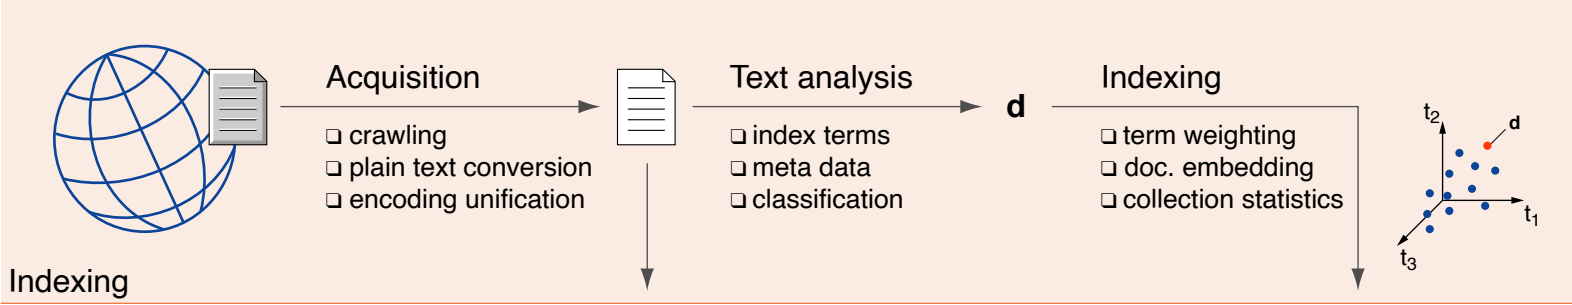 Acquisition
❏ crawling
❏ plain text conversion
❏ encoding unification
Text analysis
❏ index terms
❏ meta data
❏ classification
d
Indexing
❏ term weighting
❏ doc. embedding
❏ collection statistics
t2
d
t1
t3
Indexing